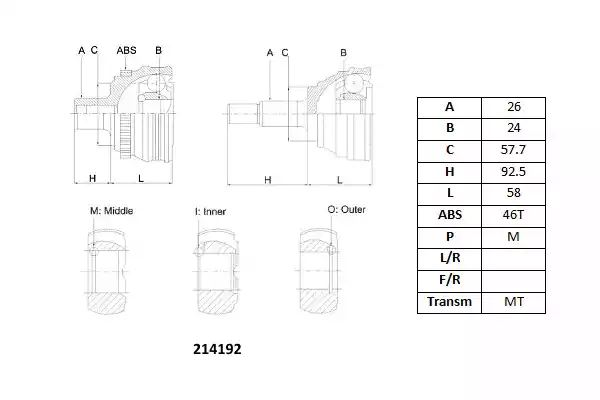 A C ABS B
A C B
H L
H L
M: Middle
I: Inner
O: Outer
214192
A 26
B 24
C 57.7
H 92.5
L 58
ABS 46T
P M
L/R
F/R
Transm MT